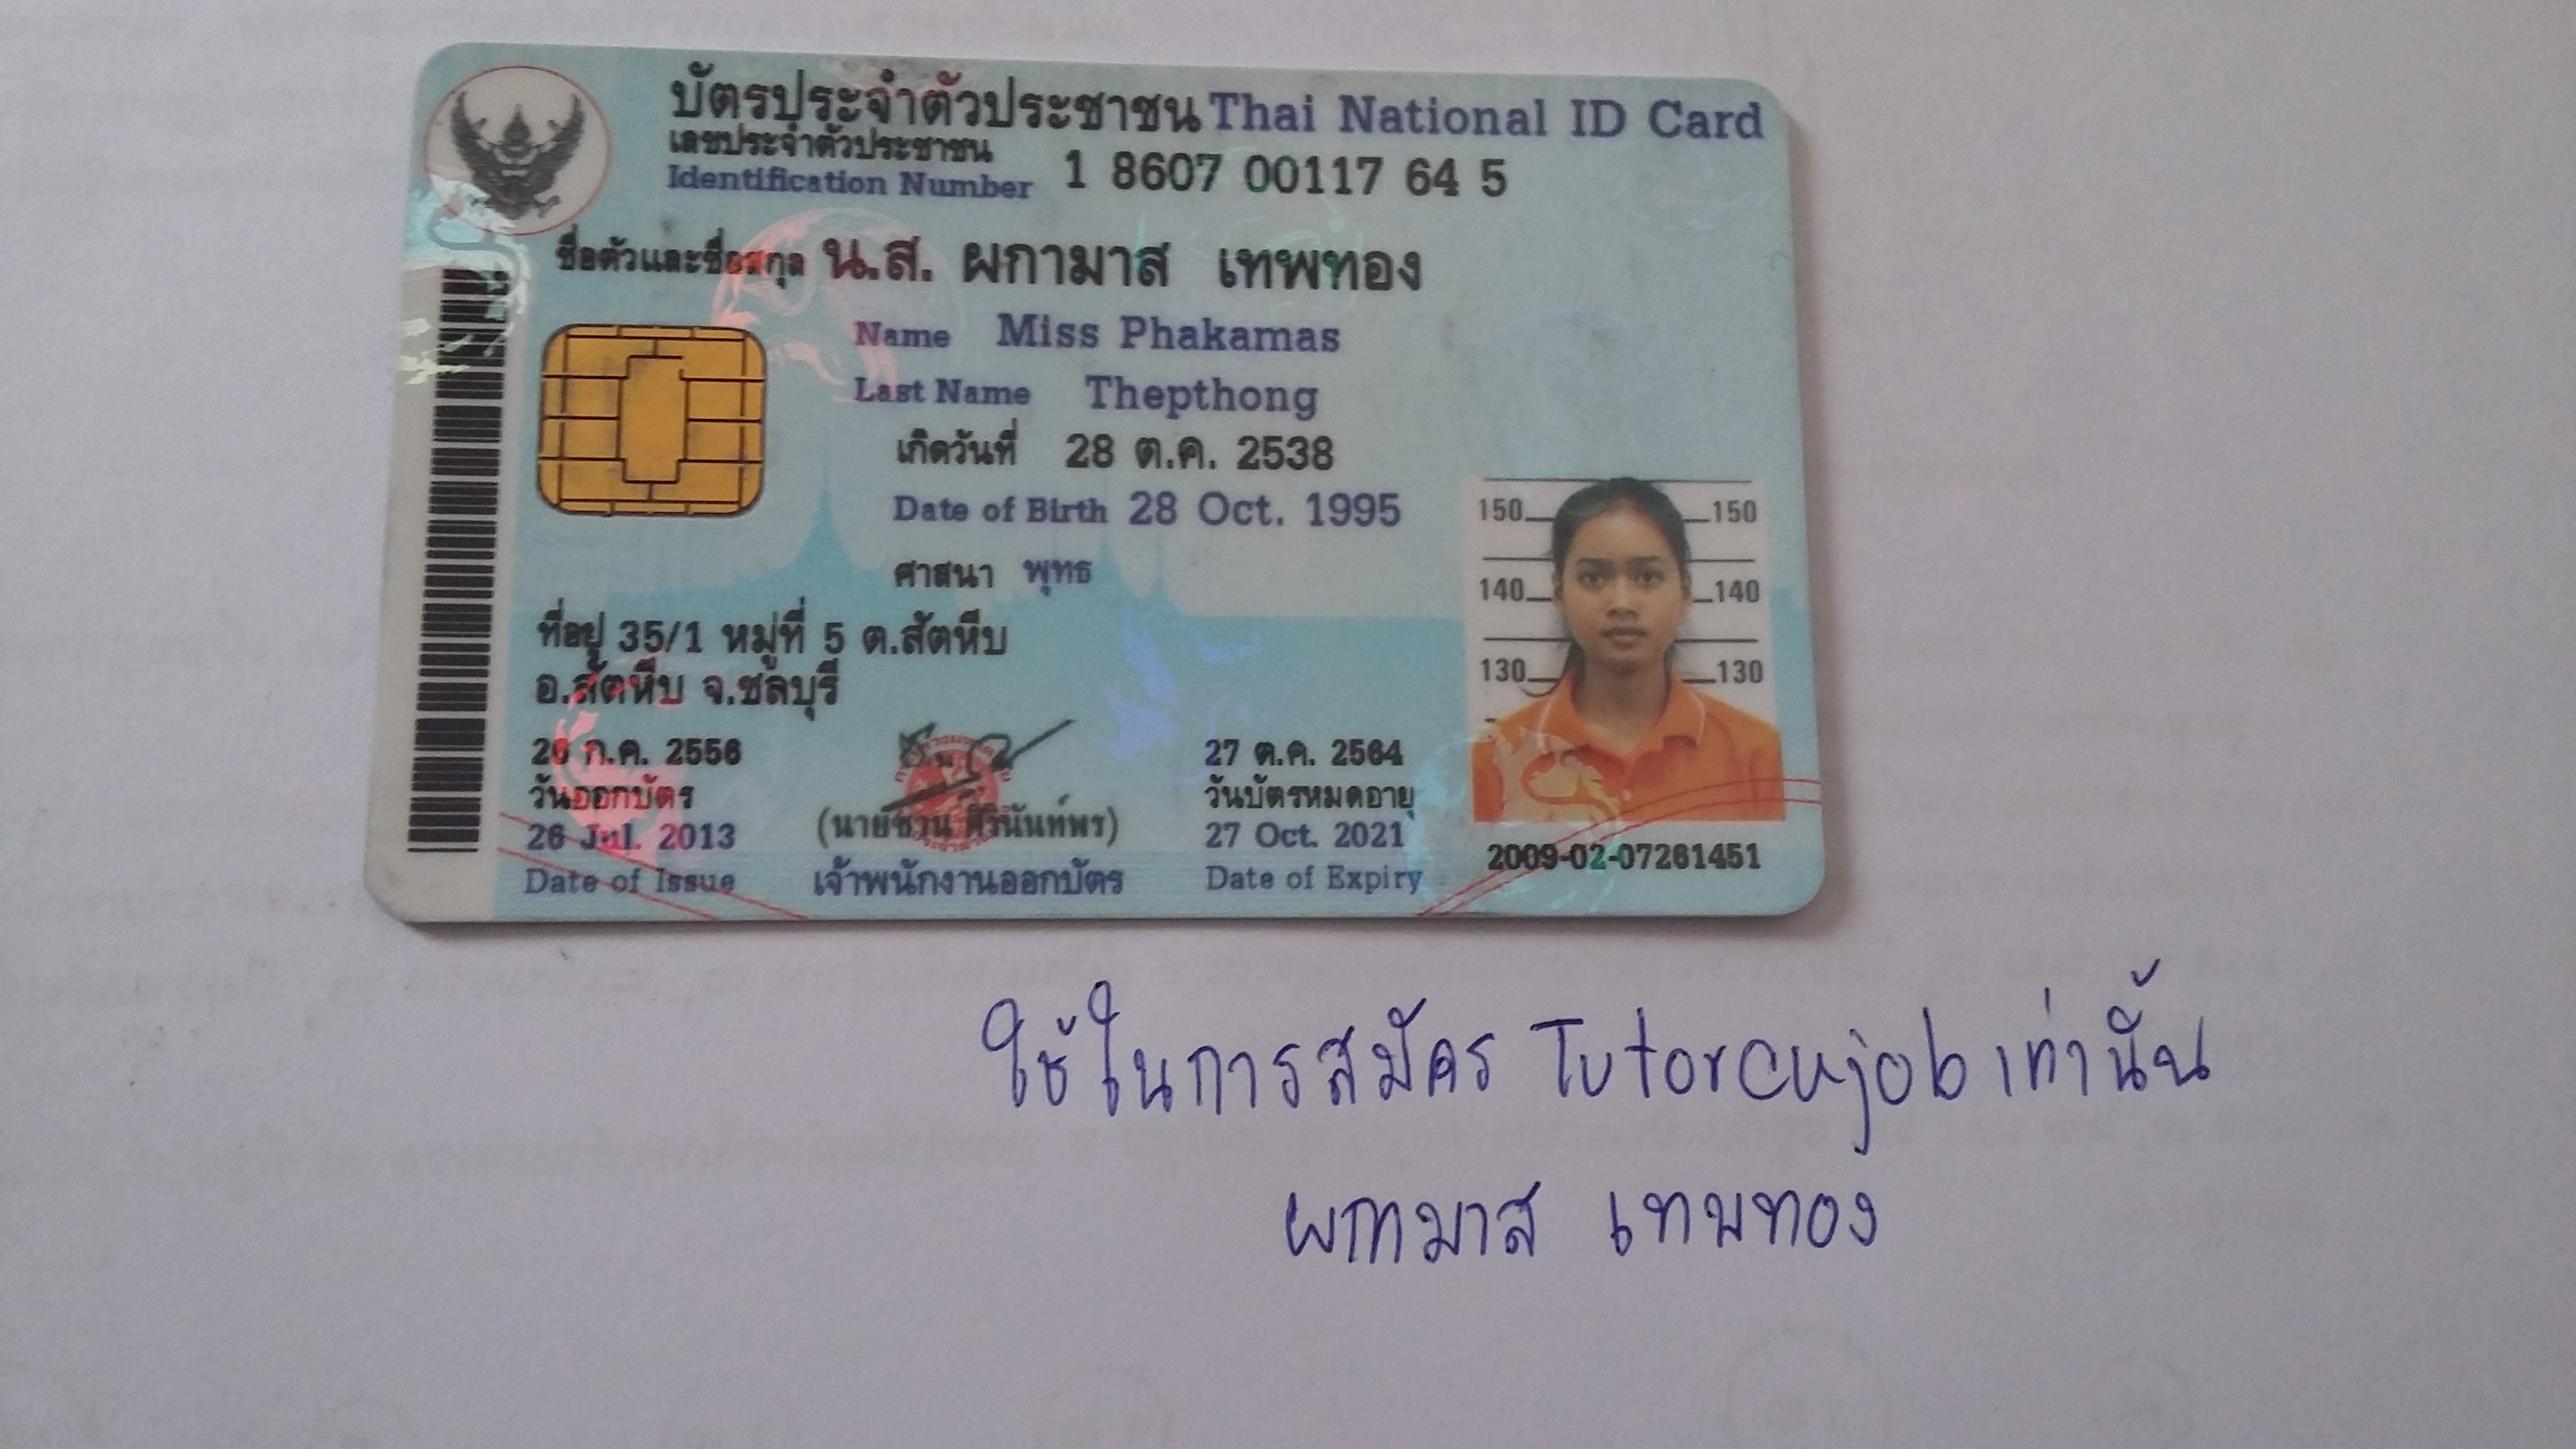 บัตรประจำตัวประชาชน Thai National ID Card
เลขประจำตัวประชาชน
Identification Number 1 8607 00117 64 5
ชื่อตัวและชื่อสกุล น.ส. ผกามาส เทพทอง
Name Miss Phakamas
Last Name Thepthong
เกิดวันที่ 28 ต.ค. 2538
Date of Birth 28 Oct. 1995
ศาสนา พุทธ
ที่อยู่ 35/1 หมู่ที่ 5 ต.สัตหีบ
อ.สัตหีบ จ.ชลบุรี
150 150
140 140
130 130
26 ก.ค. 2556
วันออกบัตร
26 Jul. 2013
Date of Issue
(นายชวน ศิรินันท์พร)
เจ้าพนักงานออกบัตร
27 ต.ค. 2564
วันบัตรหมดอายุ
27 Oct. 2021
Date of Expiry
2009-02-07261451
ใช้ในการสมัคร Tutorcujob เท่านั้น
ผกามาส เทพทอง